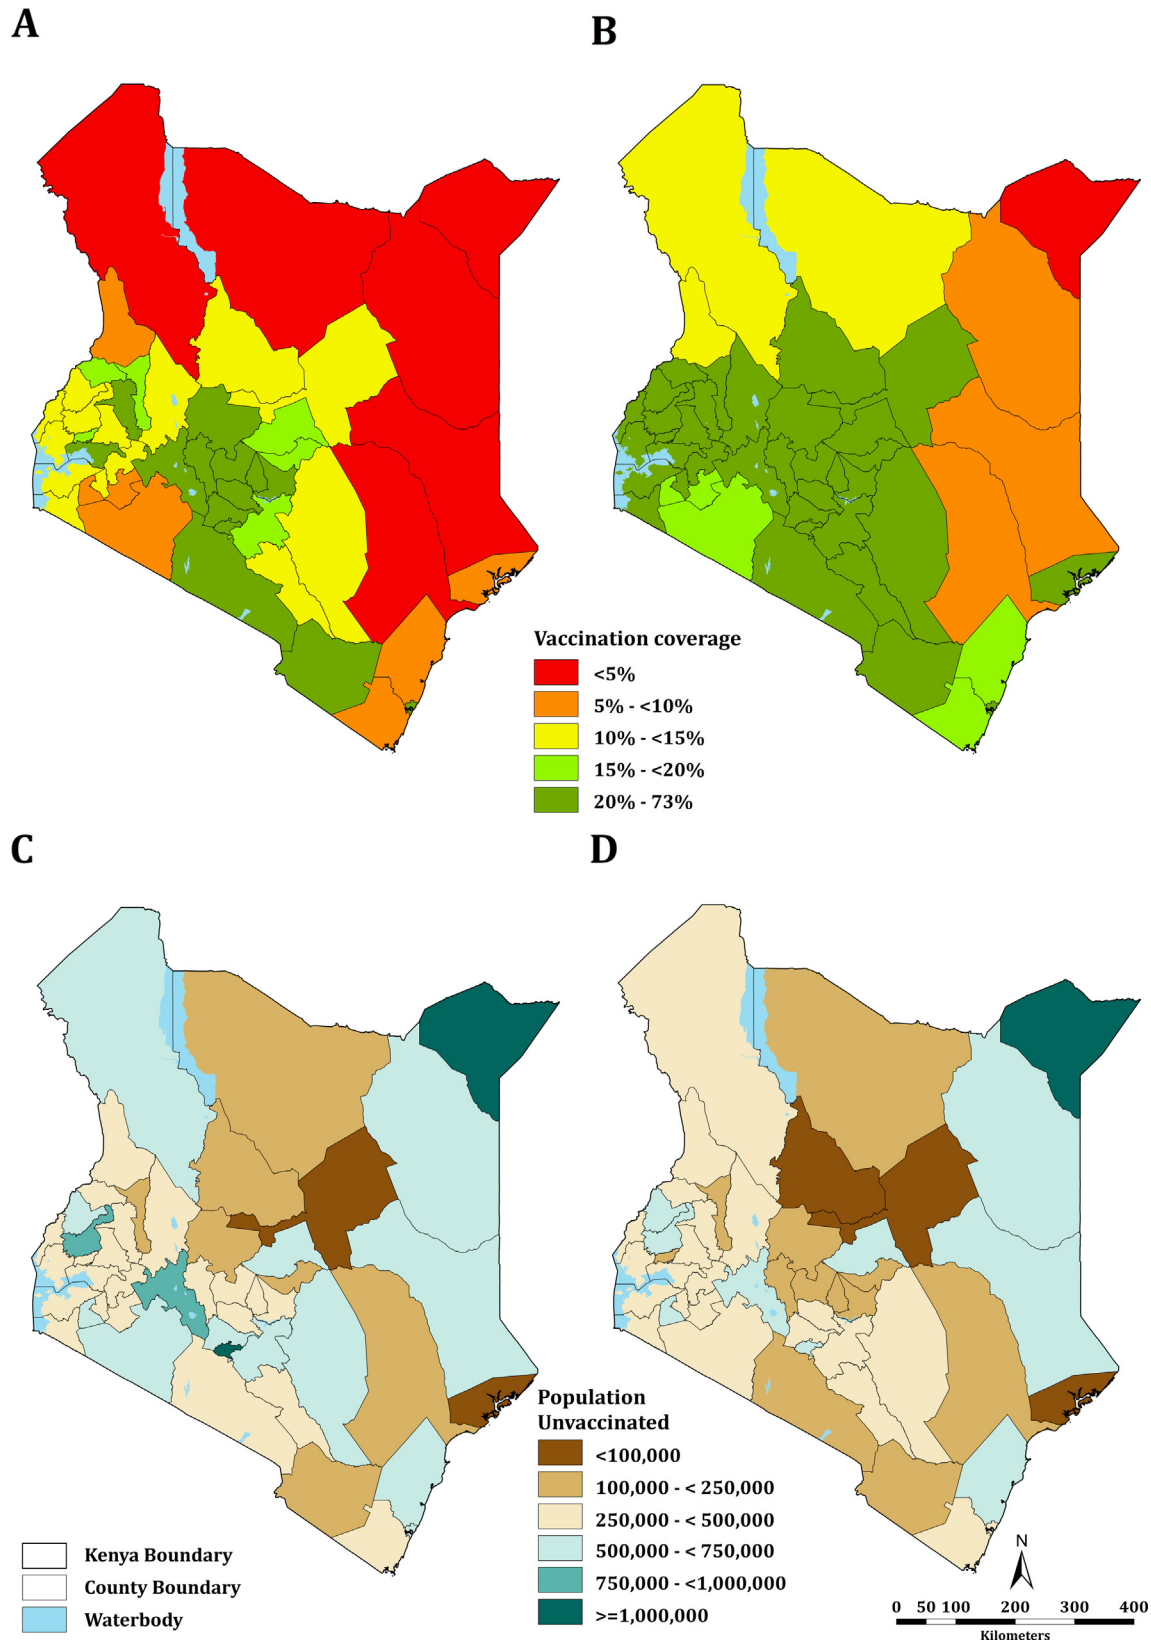 A
B
Vaccination coverage
<5%
5% - <10%
10% - <15%
15% - <20%
20% - 73%
C
D
Population
Unvaccinated
<100,000
100,000 - < 250,000
250,000 - < 500,000
500,000 - < 750,000
750,000 - <1,000,000
>=1,000,000
Kenya Boundary
County Boundary
Waterbody
N
0 50 100 200 300 400
Kilometers